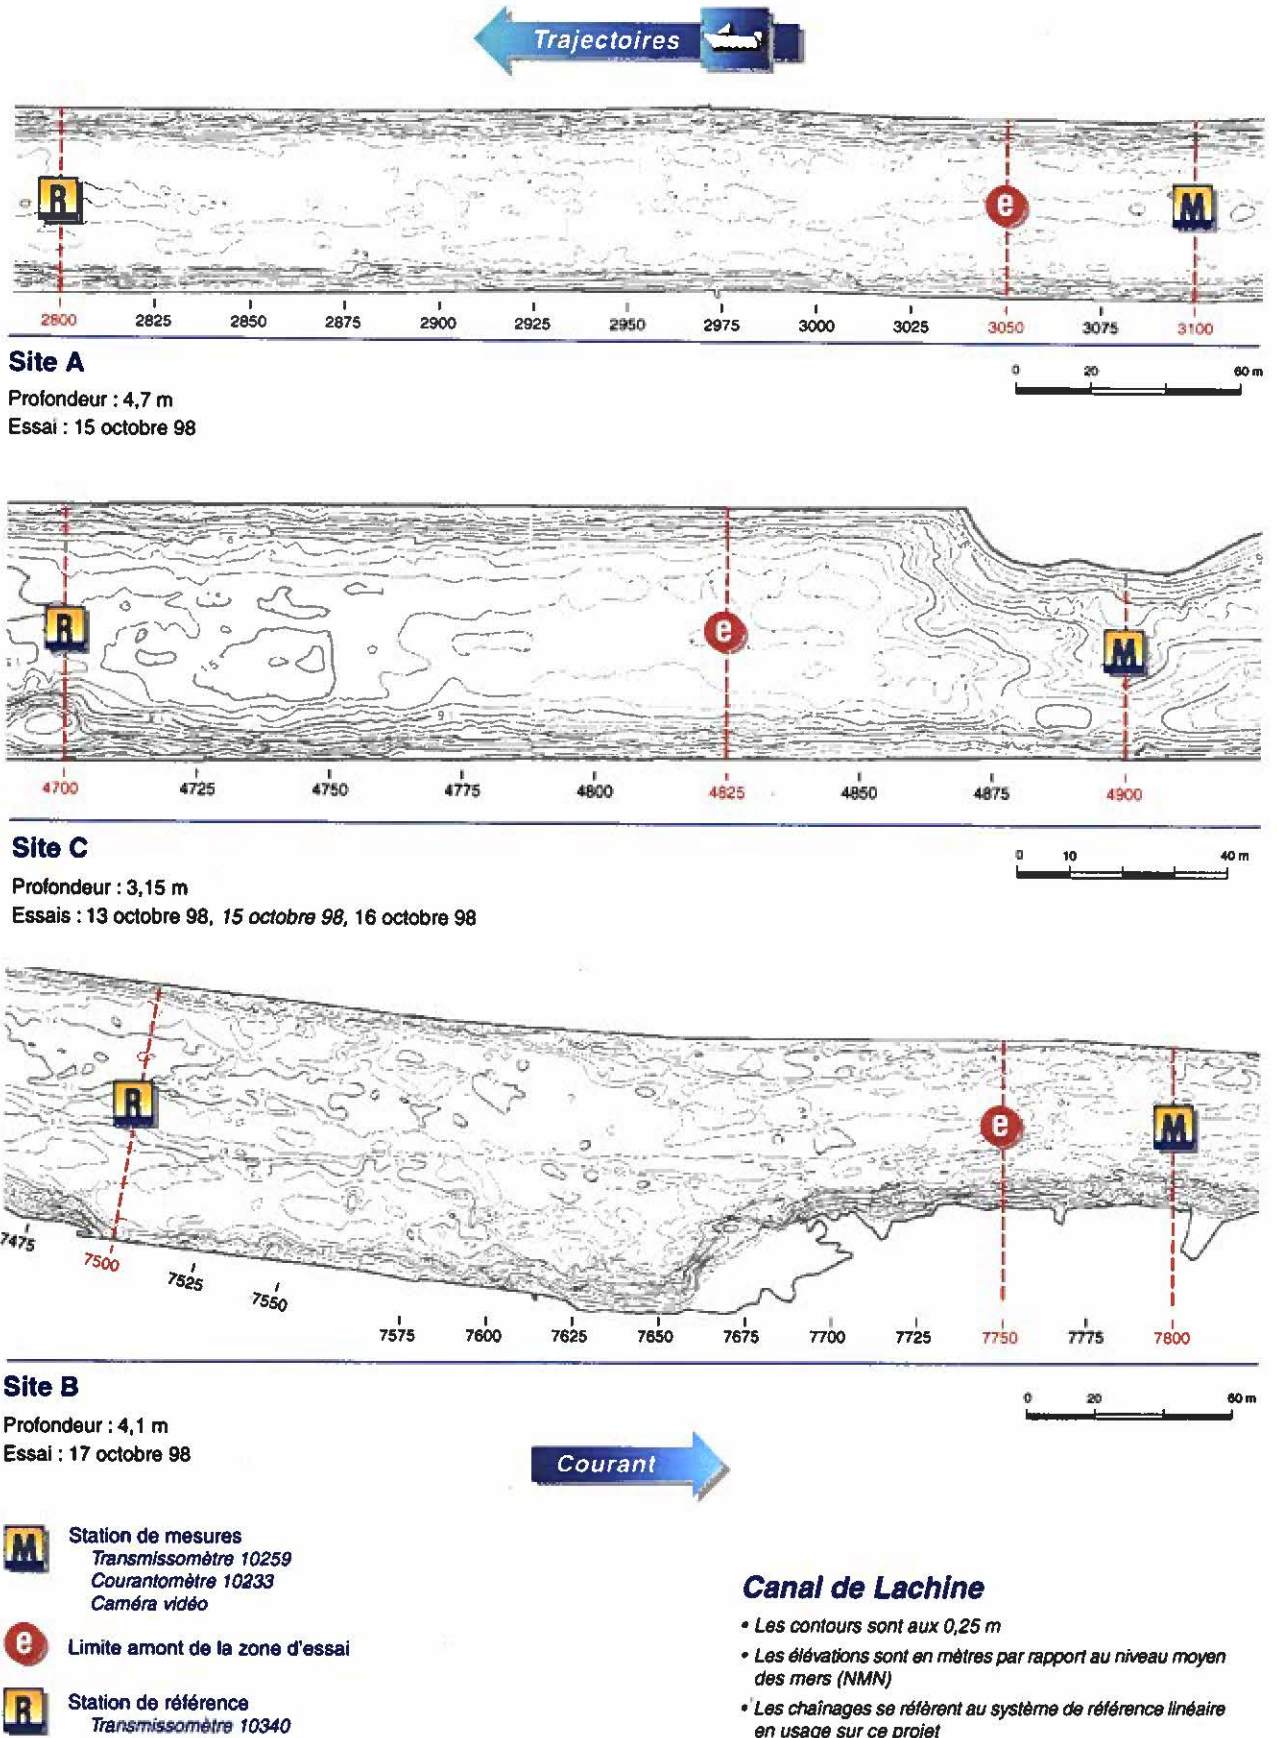 Trajectoires
R
e
M
2800 2825 2850 2875 2900 2925 2950 2975 3000 3025 3050 3075 3100
Site A
0 20 60 m
Profondeur : 4,7 m
Essai : 15 octobre 98
R
e
M
4700 4725 4750 4775 4800 4825 4850 4875 4900
Site C
0 10 40 m
Profondeur : 3,15 m
Essais : 13 octobre 98, 15 octobre 98, 16 octobre 98
R
e
M
7475 7500 7525 7550 7575 7600 7625 7650 7675 7700 7725 7750 7775 7800
Site B
0 20 60 m
Profondeur : 4,1 m
Essai : 17 octobre 98
Courant
M Station de mesures
Transmissomètre 10259
Courantomètre 10233
Caméra vidéo
e Limite amont de la zone d'essai
R Station de référence
Transmissomètre 10340
Canal de Lachine
• Les contours sont aux 0,25 m
• Les élévations sont en mètres par rapport au niveau moyen
des mers (NMN)
• Les chaînages se réfèrent au système de référence linéaire
en usage sur ce projet